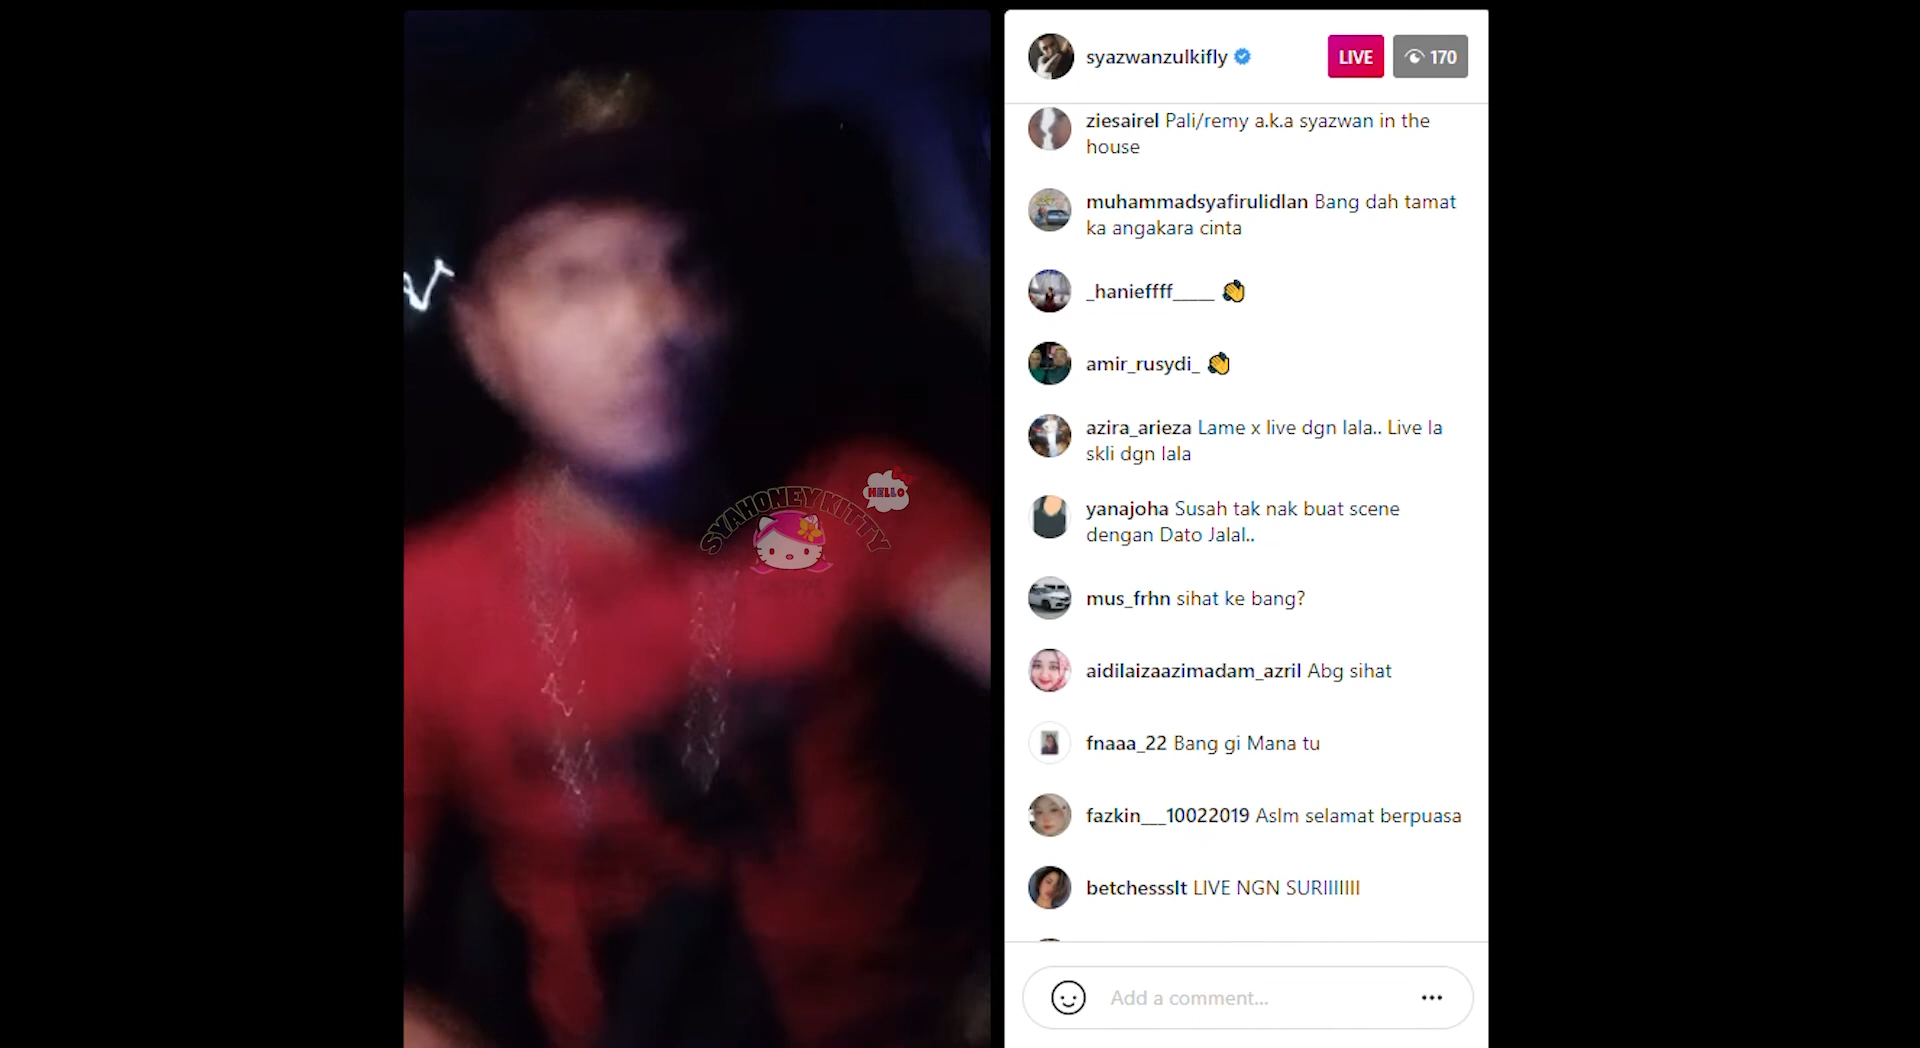 SYAHONEYKITTY
HELLO
syazwanzulkifly
LIVE
170
ziesairel Pali/remy a.k.a syazwan in the
house
muhammadsyafirulidlan Bang dah tamat
ka angakara cinta
_hanieffff_____ 👏
amir_rusydi_ 👏
azira_arieza Lame x live dgn lala.. Live la
skli dgn lala
yanajoha Susah tak nak buat scene
dengan Dato Jalal..
mus_frhn sihat ke bang?
aidilaizaazimadam_azril Abg sihat
fnaaa_22 Bang gi Mana tu
fazkin___10022019 Aslm selamat berpuasa
betchessslt LIVE NGN SURIIIIIII
Add a comment...